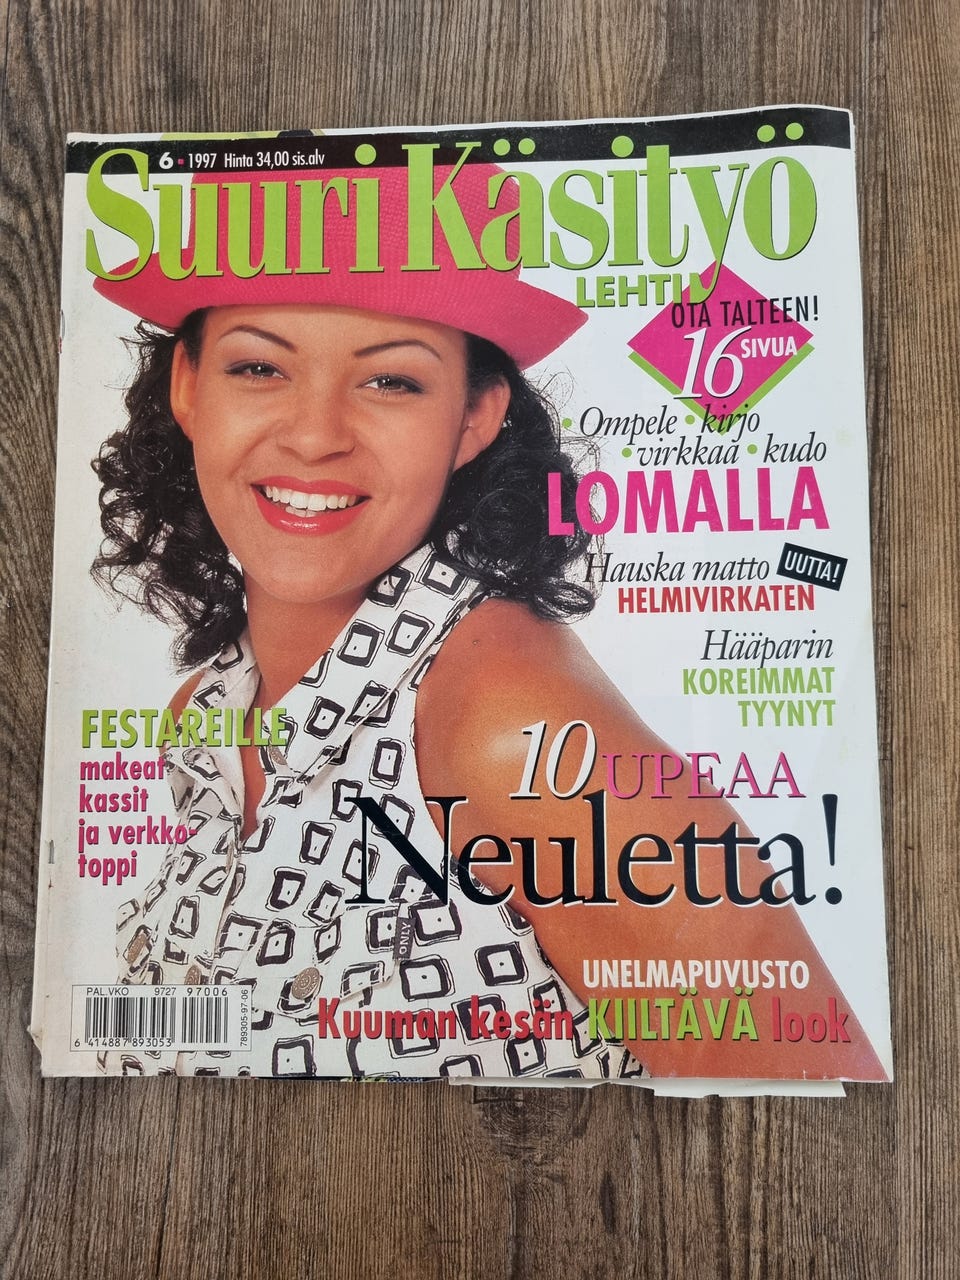 6 ▪ 1997 Hinta 34,00 sis.alv
Suuri Käsityö
LEHTI
OTA TALTEEN!
16 SIVUA
• Ompele • kirjo
• virkkaa • kudo
LOMALLA
Hauska matto UUTTA!
HELMIVIRKATEN
Hääparin
KOREIMMAT
TYYNYT
FESTAREILLE
makeat
kassit
ja verkko-
toppi
10 UPEAA
Neuletta!
ONLY
UNELMAPUVUSTO
Kuuman kesän KIILTÄVÄ look
PAL.VKO 9727 97006
6 414887 893053
789305-97-06